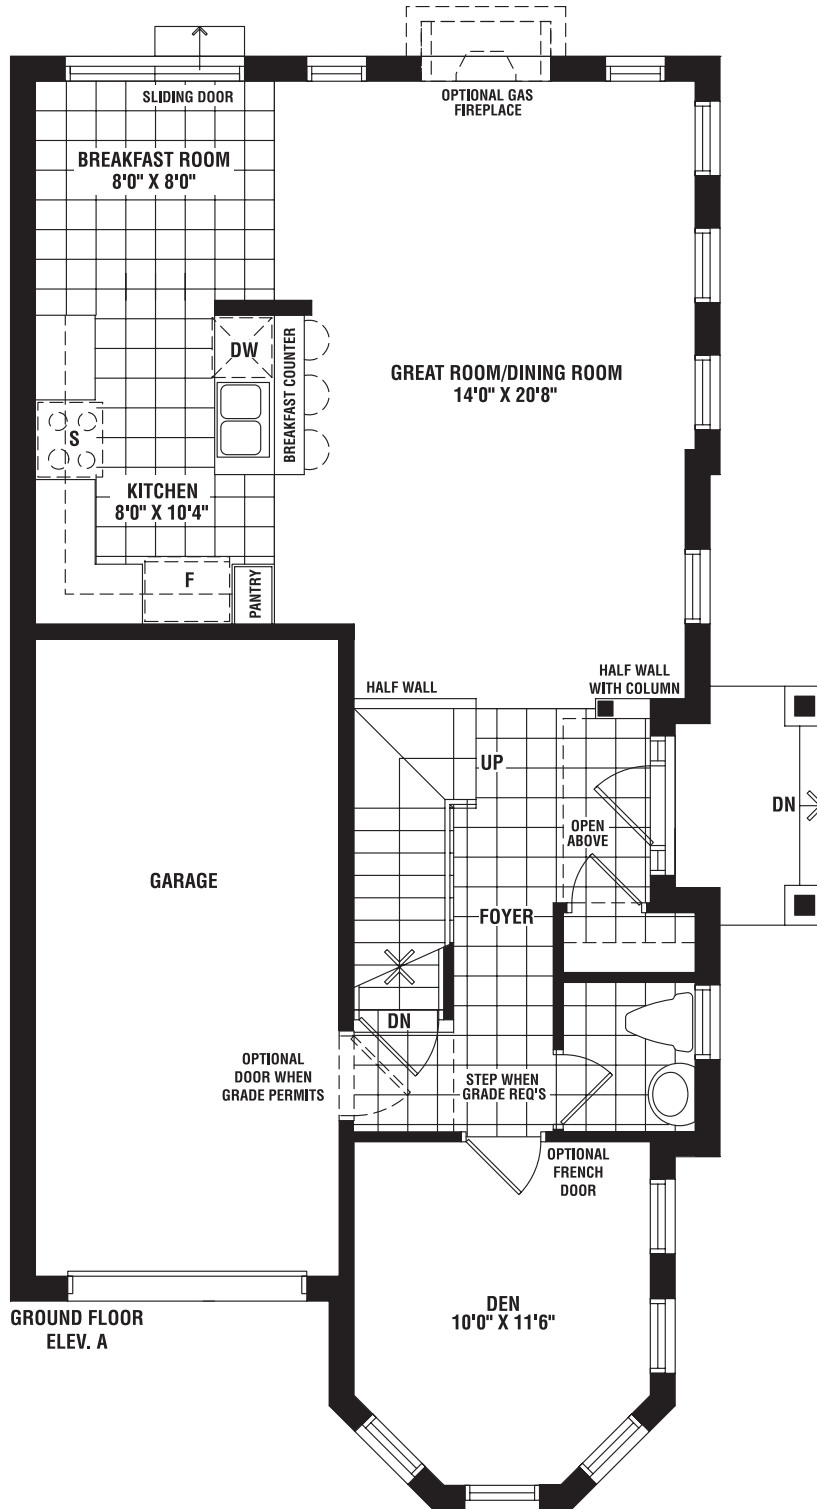 SLIDING DOOR
OPTIONAL GAS
FIREPLACE
BREAKFAST ROOM
8'0" X 8'0"
DW
BREAKFAST COUNTER
GREAT ROOM/DINING ROOM
14'0" X 20'8"
S
KITCHEN
8'0" X 10'4"
F
PANTRY
HALF WALL
HALF WALL
WITH COLUMN
UP
DN
OPEN
ABOVE
GARAGE
FOYER
DN
OPTIONAL
DOOR WHEN
GRADE PERMITS
STEP WHEN
GRADE REQ'S
OPTIONAL
FRENCH
DOOR
DEN
10'0" X 11'6"
GROUND FLOOR
ELEV. A